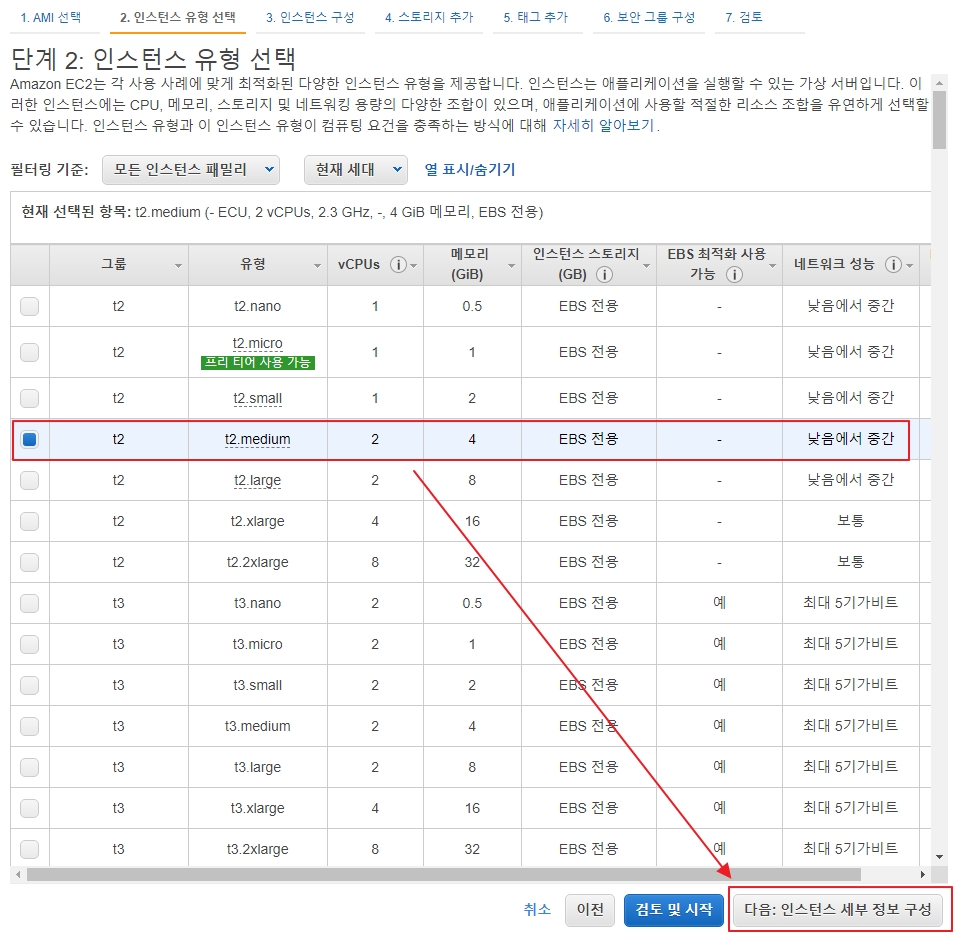 1. AMI 선택 2. 인스턴스 유형 선택 3. 인스턴스 구성 4. 스토리지 추가 5. 태그 추가 6. 보안 그룹 구성 7. 검토
단계 2: 인스턴스 유형 선택
Amazon EC2는 각 사용 사례에 맞게 최적화된 다양한 인스턴스 유형을 제공합니다. 인스턴스는 애플리케이션을 실행할 수 있는 가상 서버입니다. 이
러한 인스턴스에는 CPU, 메모리, 스토리지 및 네트워킹 용량의 다양한 조합이 있으며, 애플리케이션에 사용할 적절한 리소스 조합을 유연하게 선택할
수 있습니다. 인스턴스 유형과 이 인스턴스 유형이 컴퓨팅 요건을 충족하는 방식에 대해 자세히 알아보기.
필터링 기준: 모든 인스턴스 패밀리 현재 세대 열 표시/숨기기
현재 선택된 항목: t2.medium (- ECU, 2 vCPUs, 2.3 GHz, -, 4 GiB 메모리, EBS 전용)
그룹 유형 vCPUs 메모리 (GiB) 인스턴스 스토리지 (GB) EBS 최적화 사용 가능 네트워크 성능
t2 t2.nano 1 0.5 EBS 전용 - 낮음에서 중간
t2 t2.micro 1 1 EBS 전용 - 낮음에서 중간
프리 티어 사용 가능
t2 t2.small 1 2 EBS 전용 - 낮음에서 중간
t2 t2.medium 2 4 EBS 전용 - 낮음에서 중간
t2 t2.large 2 8 EBS 전용 - 낮음에서 중간
t2 t2.xlarge 4 16 EBS 전용 - 보통
t2 t2.2xlarge 8 32 EBS 전용 - 보통
t3 t3.nano 2 0.5 EBS 전용 예 최대 5기가비트
t3 t3.micro 2 1 EBS 전용 예 최대 5기가비트
t3 t3.small 2 2 EBS 전용 예 최대 5기가비트
t3 t3.medium 2 4 EBS 전용 예 최대 5기가비트
t3 t3.large 2 8 EBS 전용 예 최대 5기가비트
t3 t3.xlarge 4 16 EBS 전용 예 최대 5기가비트
t3 t3.2xlarge 8 32 EBS 전용 예 최대 5기가비트
취소 이전 검토 및 시작 다음: 인스턴스 세부 정보 구성